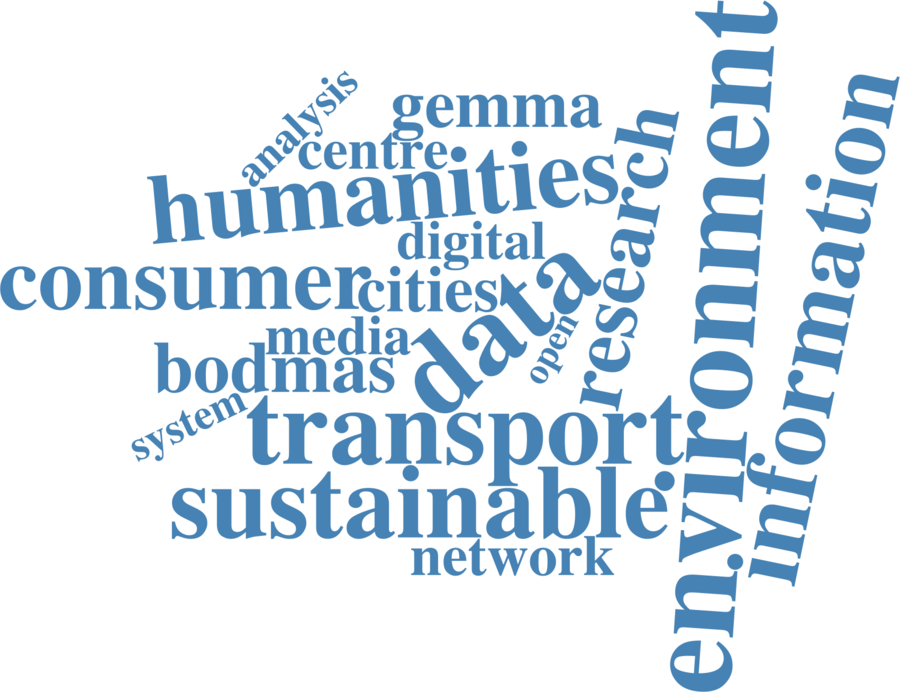 analysis
gemma
centre
humanities
digital
consumer
cities
data
media
open
bodmas
system
transport
sustainable
network
research
environment
information